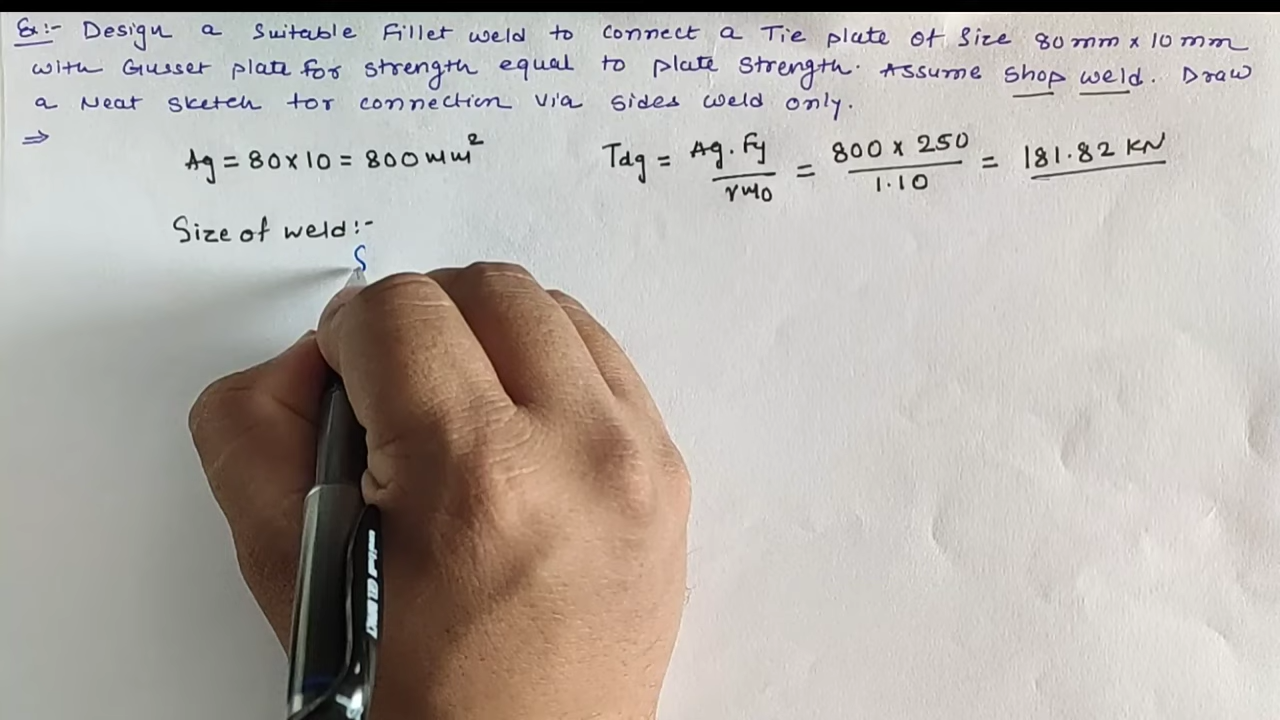 Ex:- Design a Suitable Fillet weld to connect a Tie plate of size 80mm x 10mm
with Gusset plate for strength equal to plate strength. Assume shop weld. Draw
a Neat Sketch for connection via sides weld only.
⇒
Ag = 80 x 10 = 800 mm² Tdg = Ag. Fy / γm0 = 800 x 250 / 1.10 = 181.82 KN
Size of weld:-
S